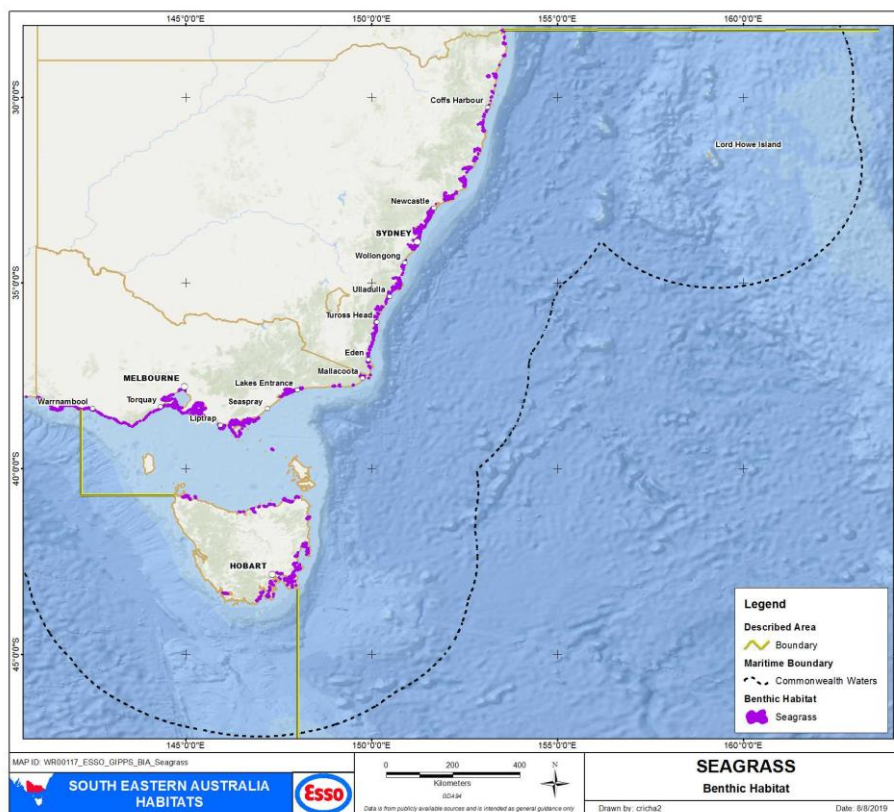 145°0'0"E
150°0'0"E
155°0'0"E
160°0'0"E
30°0'0"S
35°0'0"S
40°0'0"S
45°0'0"S
Coffs Harbour
Lord Howe Island
Newcastle
SYDNEY
Wollongong
Ulladulla
Tuross Head
Eden
Mallacoota
MELBOURNE
Lakes Entrance
Warrnambool
Torquay
Seaspray
Liptrap
HOBART
Legend
Described Area
Boundary
Maritime Boundary
Commonwealth Waters
Benthic Habitat
Seagrass
145°0'0"E
150°0'0"E
155°0'0"E
160°0'0"E
MAP ID: WR00117_ESSO_GIPPS_BIA_Seagrass
SOUTH EASTERN AUSTRALIA
HABITATS
Esso
0 200 400
Kilometers
GDA94
N
Data is from publicly available sources and is intended as general guidance only
SEAGRASS
Benthic Habitat
Drawn by: cricha2
Date: 8/8/2019